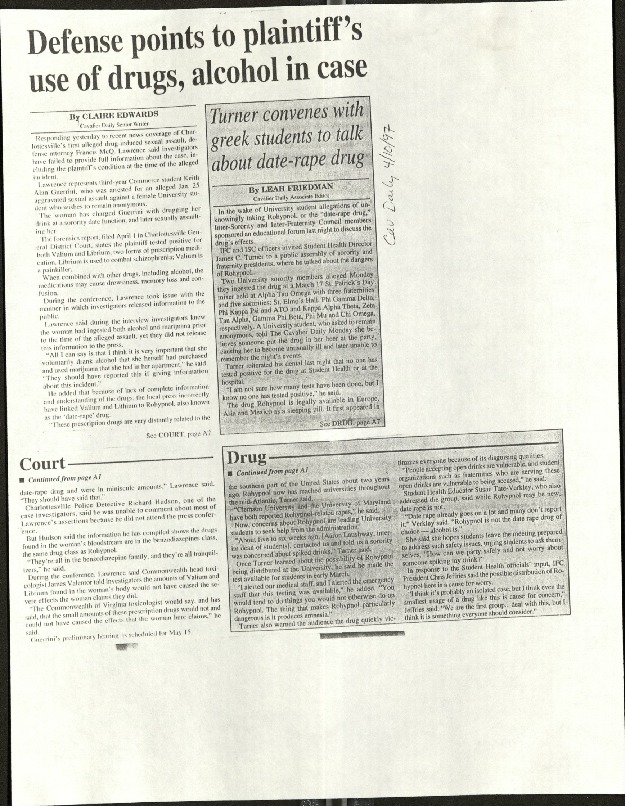 Defense points to plaintiff's
use of drugs, alcohol in case
By CLAIRE EDWARDS
Cavalier Daily Senior Writer
Responding yesterday to recent news coverage of Char-
lottesville's first alleged drug-induced sexual assault, de-
fense attorney Francis McQ. Lawrence said investigators
have failed to provide full information about the case, in-
cluding the plaintiff's condition at the time of the alleged
incident.
Lawrence represents third-year Commerce student Keith
Alan Guerrini, who was arrested for an alleged Jan. 25
aggravated sexual assault against a female University stu-
dent who wishes to remain anonymous.
The woman has charged Guerrini with drugging her
drink at a sorority date function, and later sexually assault-
ing her.
The forensics report, filed April 1 in Charlottesville Gen-
eral District Court, states the plaintiff tested positive for
both Valium and Librium, two forms of prescription medi-
cation. Librium is used to combat schizophrenia; Valium is
a painkiller.
When combined with other drugs, including alcohol, the
medications may cause drowsiness, memory loss and con-
fusion.
During the conference, Lawrence took issue with the
manner in which investigators released information to the
public.
Lawrence said during the interview investigators knew
the woman had ingested both alcohol and marijuana prior
to the time of the alleged assault, yet they did not release
this information to the press.
"All I can say is that I think it is very important that she
voluntarily drank alcohol that she herself had purchased
and used marijuana that she had in her apartment," he said.
"They should have reported this if giving information
about this incident."
He added that because of lack of complete information
and understanding of the drugs, the local press incorrectly
have linked Valium and Lithium to Rohypnol, also known
as the "date-rape" drug.
"These prescription drugs are very distantly related to the
See COURT, page A7
Turner convenes with
greek students to talk
about date-rape drug
By LEAH FRIEDMAN
Cavalier Daily Associate Editor
In the wake of University student allegations of un-
knowingly taking Rohypnol, or the "date-rape drug,"
Inter-Sorority and Inter-Fraternity Council members
sponsored an educational forum last night to discuss the
drug's effects.
IFC and ISC officers invited Student Health Director
James C. Turner to a public assembly of sorority and
fraternity presidents, where he talked about the dangers
of Rohypnol.
Two University sorority members alleged Monday
they ingested the drug at a March 17 St. Patrick's Day
mixer held at Alpha Tau Omega with three fraternities
and five sororities: St. Elmo's Hall, Phi Gamma Delta,
Phi Kappa Psi and ATO and Kappa Alpha Theta, Zeta
Tau Alpha, Gamma Phi Beta, Phi Mu and Chi Omega,
respectively. A University student, who asked to remain
anonymous, told The Cavalier Daily Monday she be-
lieves someone put the drug in her beer at the party,
causing her to become unusually ill and later unable to
remember the night's events.
Turner reiterated his denial last night that no one has
tested positive for the drug at Student Health or at the
hospital.
"I am not sure how many tests have been done, but I
know no one has tested positive," he said.
The drug Rohypnol is legally available in Europe,
Asia and Mexico as a sleeping pill. It first appeared in
See DRUG, page A7
Cav Daily 4/10/97
Court
Continued from page A1
date-rape drug and were in miniscule amounts," Lawrence said.
"They should have said that."
Charlottesville Police Detective Richard Hudson, one of the
case investigators, said he was unable to comment about most of
Lawrence's assertions because he did not attend the press confer-
ence.
But Hudson said the information he has compiled shows the drugs
found in the woman's bloodstream are in the benzodiazepines class,
the same drug class as Rohypnol.
"They're all in the benzodiazepine family, and they're all tranquil-
izers," he said.
During the conference, Lawrence said Commonwealth head toxi-
cologist James Valentor told investigators the amounts of Valium and
Librium found in the woman's body would not have caused the se-
vere effects the woman claims they did.
"The Commonwealth of Virginia toxicologist would say, and has
said, that the small amounts of these prescription drugs would not and
could not have caused the effects that the woman here claims," he
said.
Guerrini's preliminary hearing is scheduled for May 15.
Drug
Continued from page A1
the southern part of the United States about two years
ago. Rohypnol now has reached universities throughout
the mid-Atlantic, Turner said.
"Clemson University and the University of Maryland
have both reported Rohypnol-related rapes," he said.
"Now, concerns about Rohypnol are leading University
students to seek help from the administration."
"About five to six weeks ago, [Aaron Laushway, inter-
im dean of students], contacted us and told us a sorority
was concerned about spiked drinks," Turner said.
Once Turner learned about the possibility of Rohypnol
being distributed at the University, he said he made the
test available for students in early March.
"I alerted our medical staff, and I alerted the emergency
staff that this testing was available," he added. "You
would tend to do things you would not otherwise do on
Rohypnol. The thing that makes Rohypnol particularly
dangerous is it produces amnesia."
Turner also warned the audience the drug quickly vic-
timizes everyone because of its disguising qualities.
"People accepting open drinks are vulnerable, and student
organizations such as fraternities who are serving these
open drinks are vulnerable to being accused," he said.
Student Health Educator Susan Tate-Verkley, who also
addressed the group, said while Rohypnol may be new,
date rape is not.
"Date rape already goes on a lot and many don't report
it," Verkley said. "Rohypnol is not the date rape drug of
choice — alcohol is."
She said she hopes students leave the meeting prepared
to address such safety issues, urging students to ask them-
selves, "How can we party safely and not worry about
someone spiking my drink?"
In response to the Student Health officials' input, IFC
President Chris Jeffries said the possible distribution of Ro-
hypnol here is a cause for worry.
"I think it's probably an isolated case, but I think even the
smallest usage of a drug like this is cause for concern,"
Jeffries said. "We are the first group... deal with this, but I
think it is something everyone should consider."